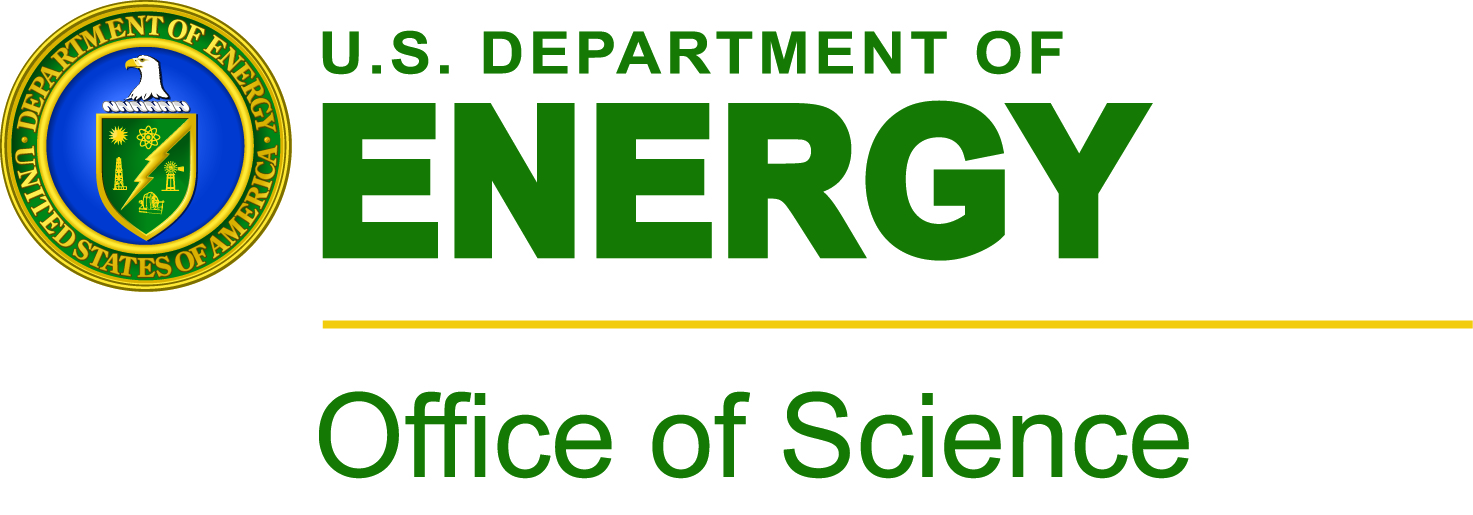 DEPARTMENT OF ENERGY
UNITED STATES OF AMERICA
U.S. DEPARTMENT OF
ENERGY
Office of Science